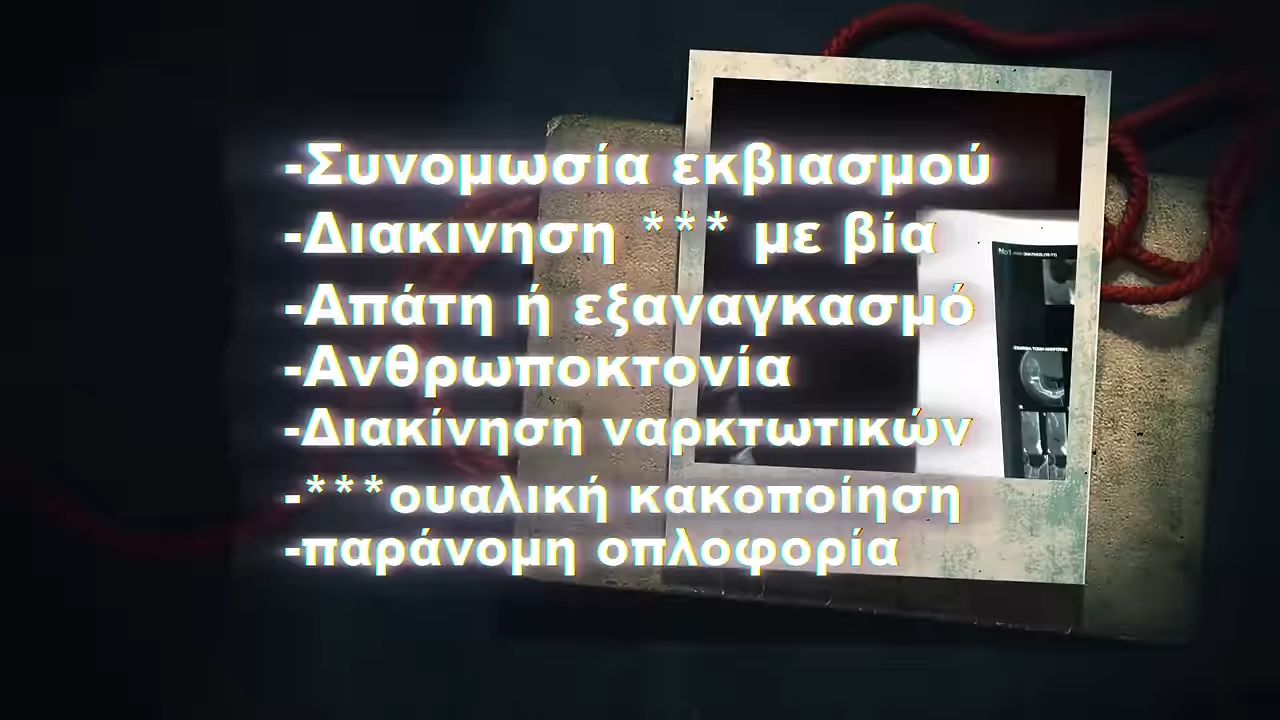 -Συνομωσία εκβιασμού
-Διακινηση *** με βία
-Απάτη ή εξαναγκασμό
-Ανθρωποκτονία
-Διακίνηση ναρκτωτικών
-***ουαλική κακοποίηση
-παράνομη οπλοφορία